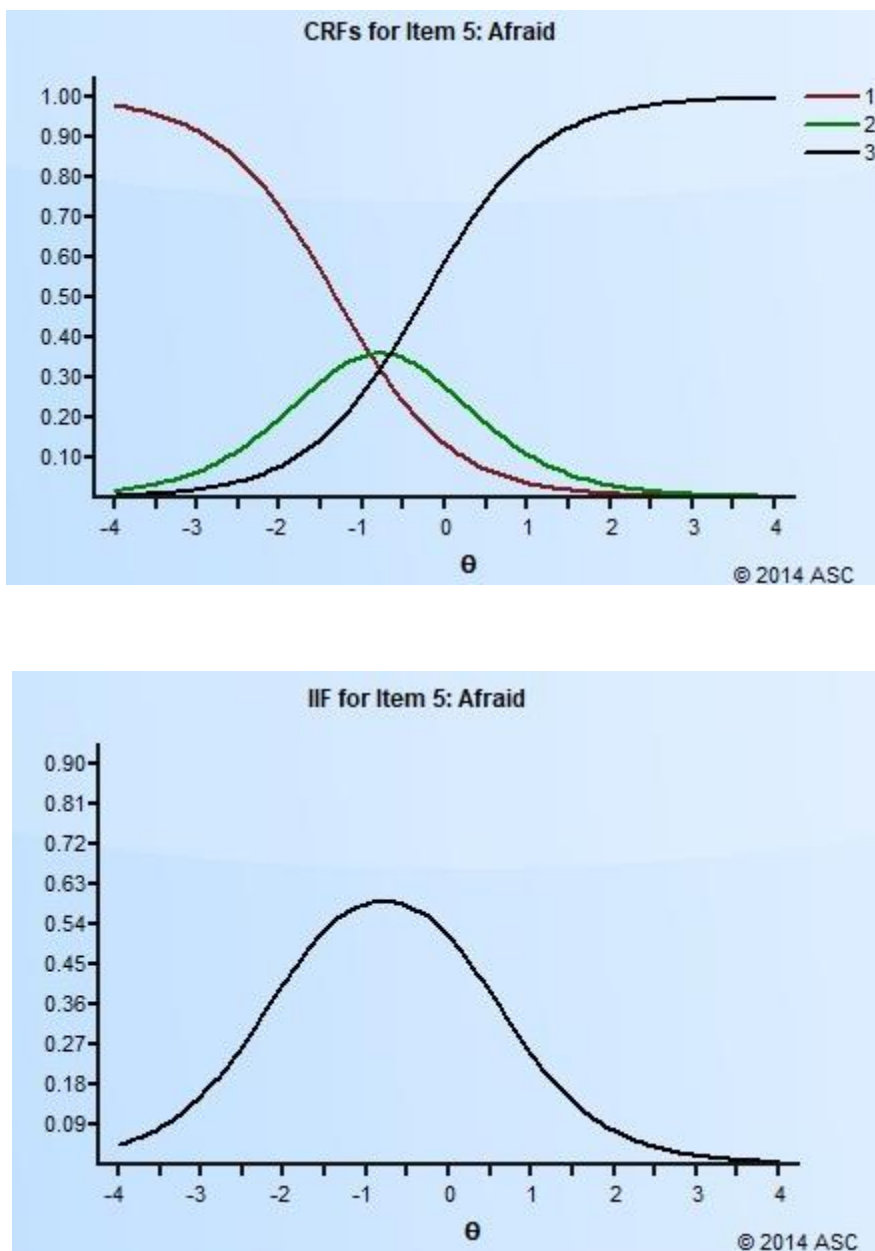 CRFs for Item 5: Afraid
1.00
0.90
0.80
0.70
0.60
0.50
0.40
0.30
0.20
0.10
1
2
3
-4 -3 -2 -1 0 1 2 3 4
θ
© 2014 ASC
IIF for Item 5: Afraid
0.90
0.81
0.72
0.63
0.54
0.45
0.36
0.27
0.18
0.09
-4 -3 -2 -1 0 1 2 3 4
θ
© 2014 ASC